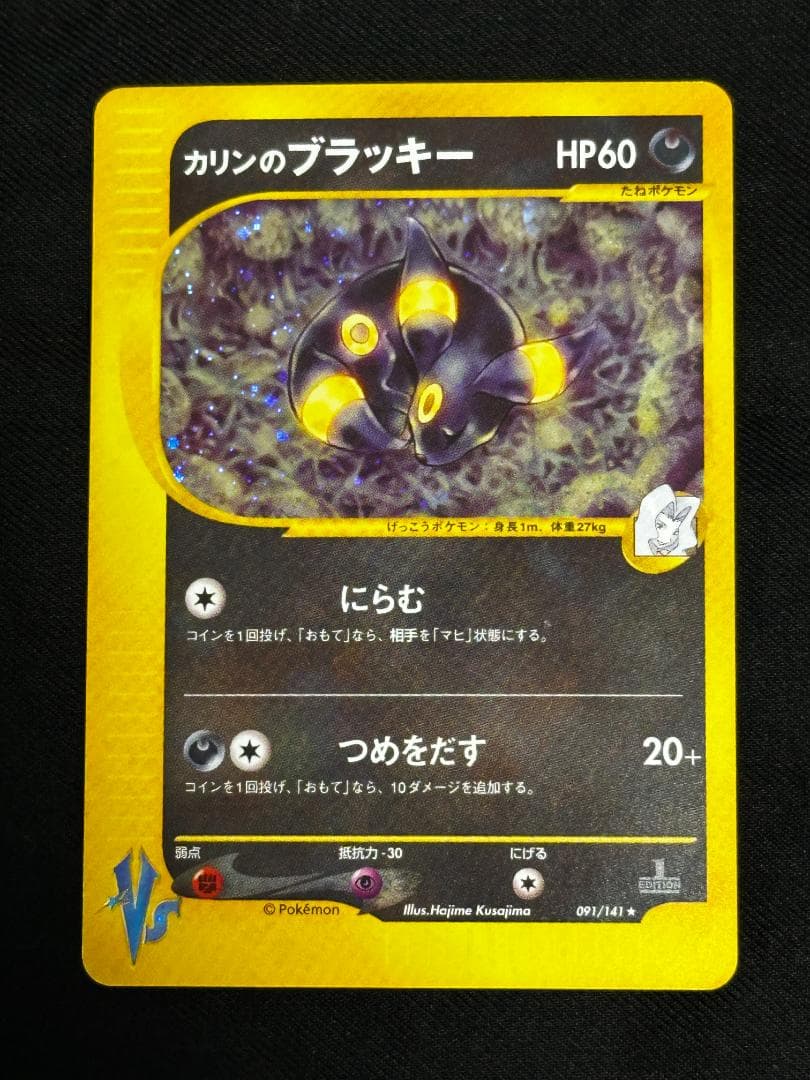 カリンのブラッキー HP60
たねポケモン
げっこうポケモン：身長1m、体重27kg
にらむ
コインを1回投げ、「おもて」なら、相手を「マヒ」状態にする。
つめをだす 20+
コインを1回投げ、「おもて」なら、10ダメージを追加する。
弱点 抵抗力-30 にげる
1
EDITION
VS
© Pokémon Illus.Hajime Kusajima 091/141★